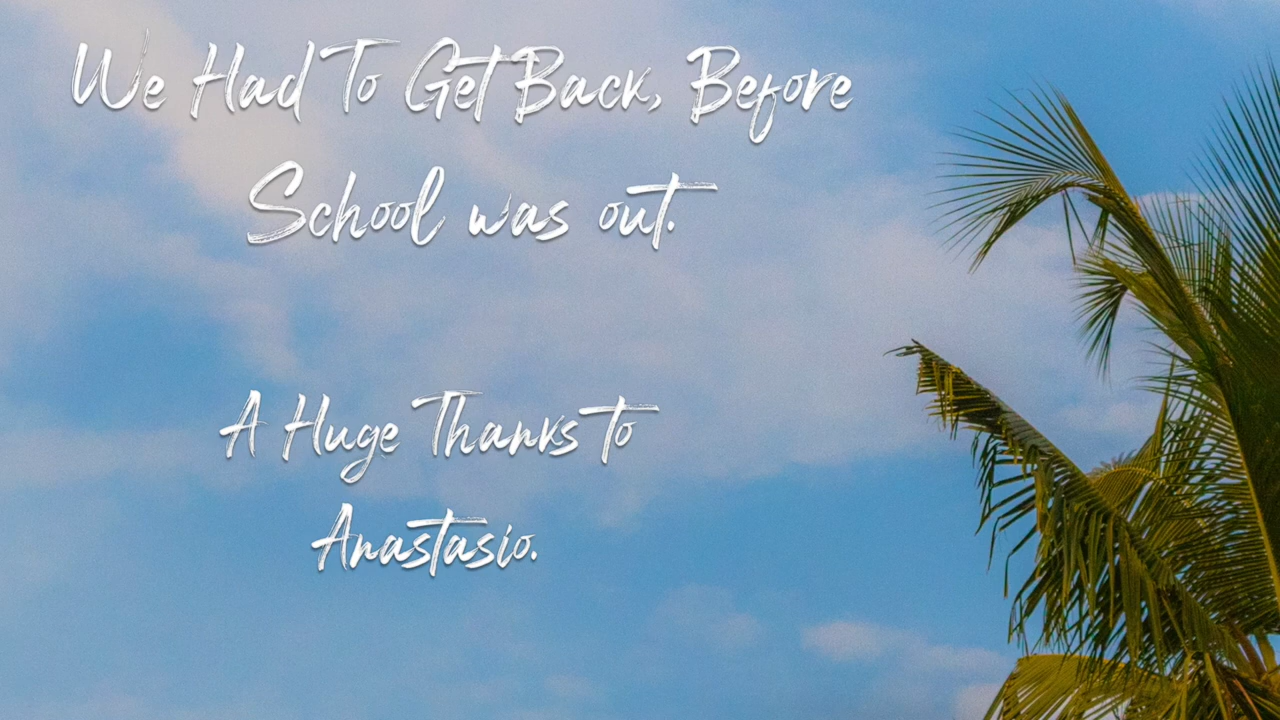 We Had To Get Back, Before
School was out.
A Huge Thanks to
Anastasio.